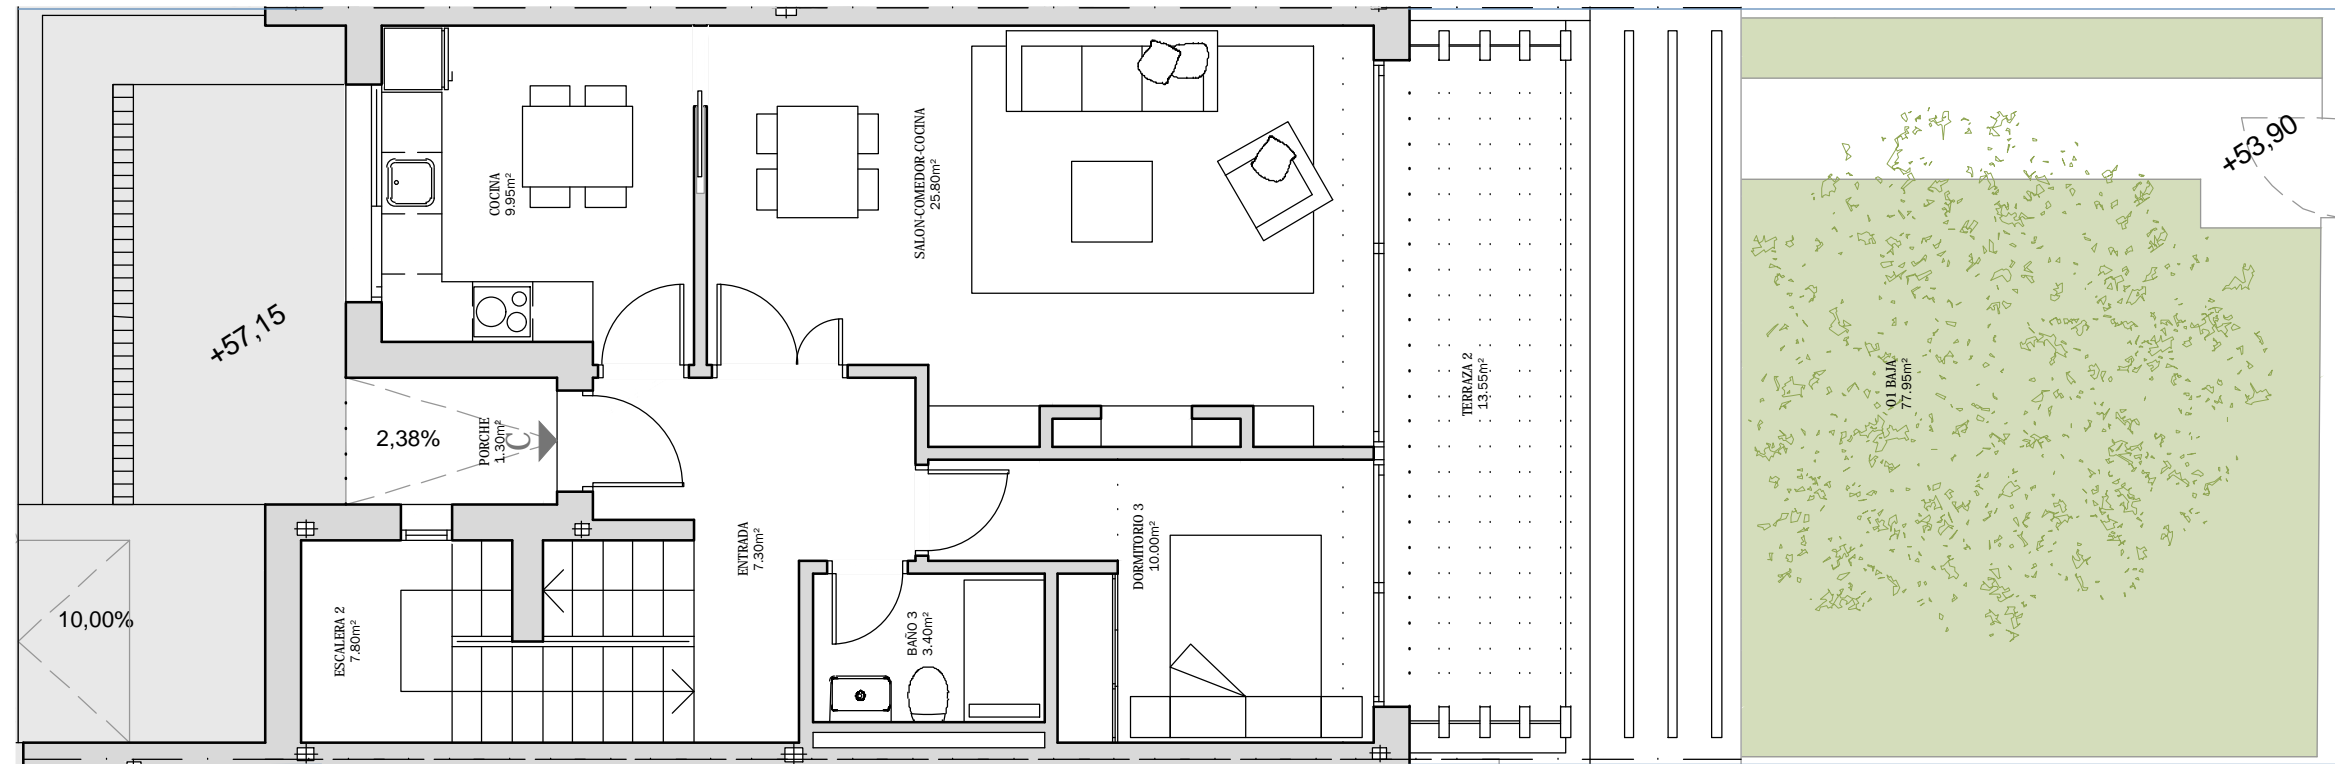 +57,15
10,00%
2,38%
PORCHE
1.30m²
C
COCINA
9.95m²
SALON-COMEDOR-COCINA
25.80m²
ESCALERA 2
7.80m²
ENTRADA
7.30m²
BAÑO 3
3.40m²
DORMITORIO 3
10.00m²
TERRAZA 2
13.55m²
01 BAJA
77.95m²
+53,90